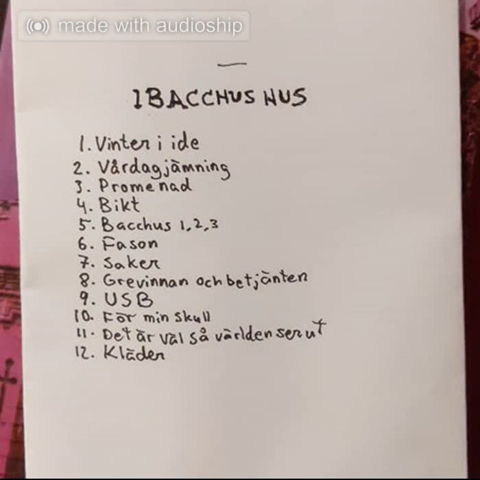 made with audioship
I BACCHUS HUS
1. Vinter i ide
2. Vårdagjämning
3. Promenad
4. Bikt
5. Bacchus 1,2,3
6. Fason
7. Saker
8. Grevinnan och betjänten
9. USB
10. För min skull
11. Det är väl så världen ser ut
12. Kläder